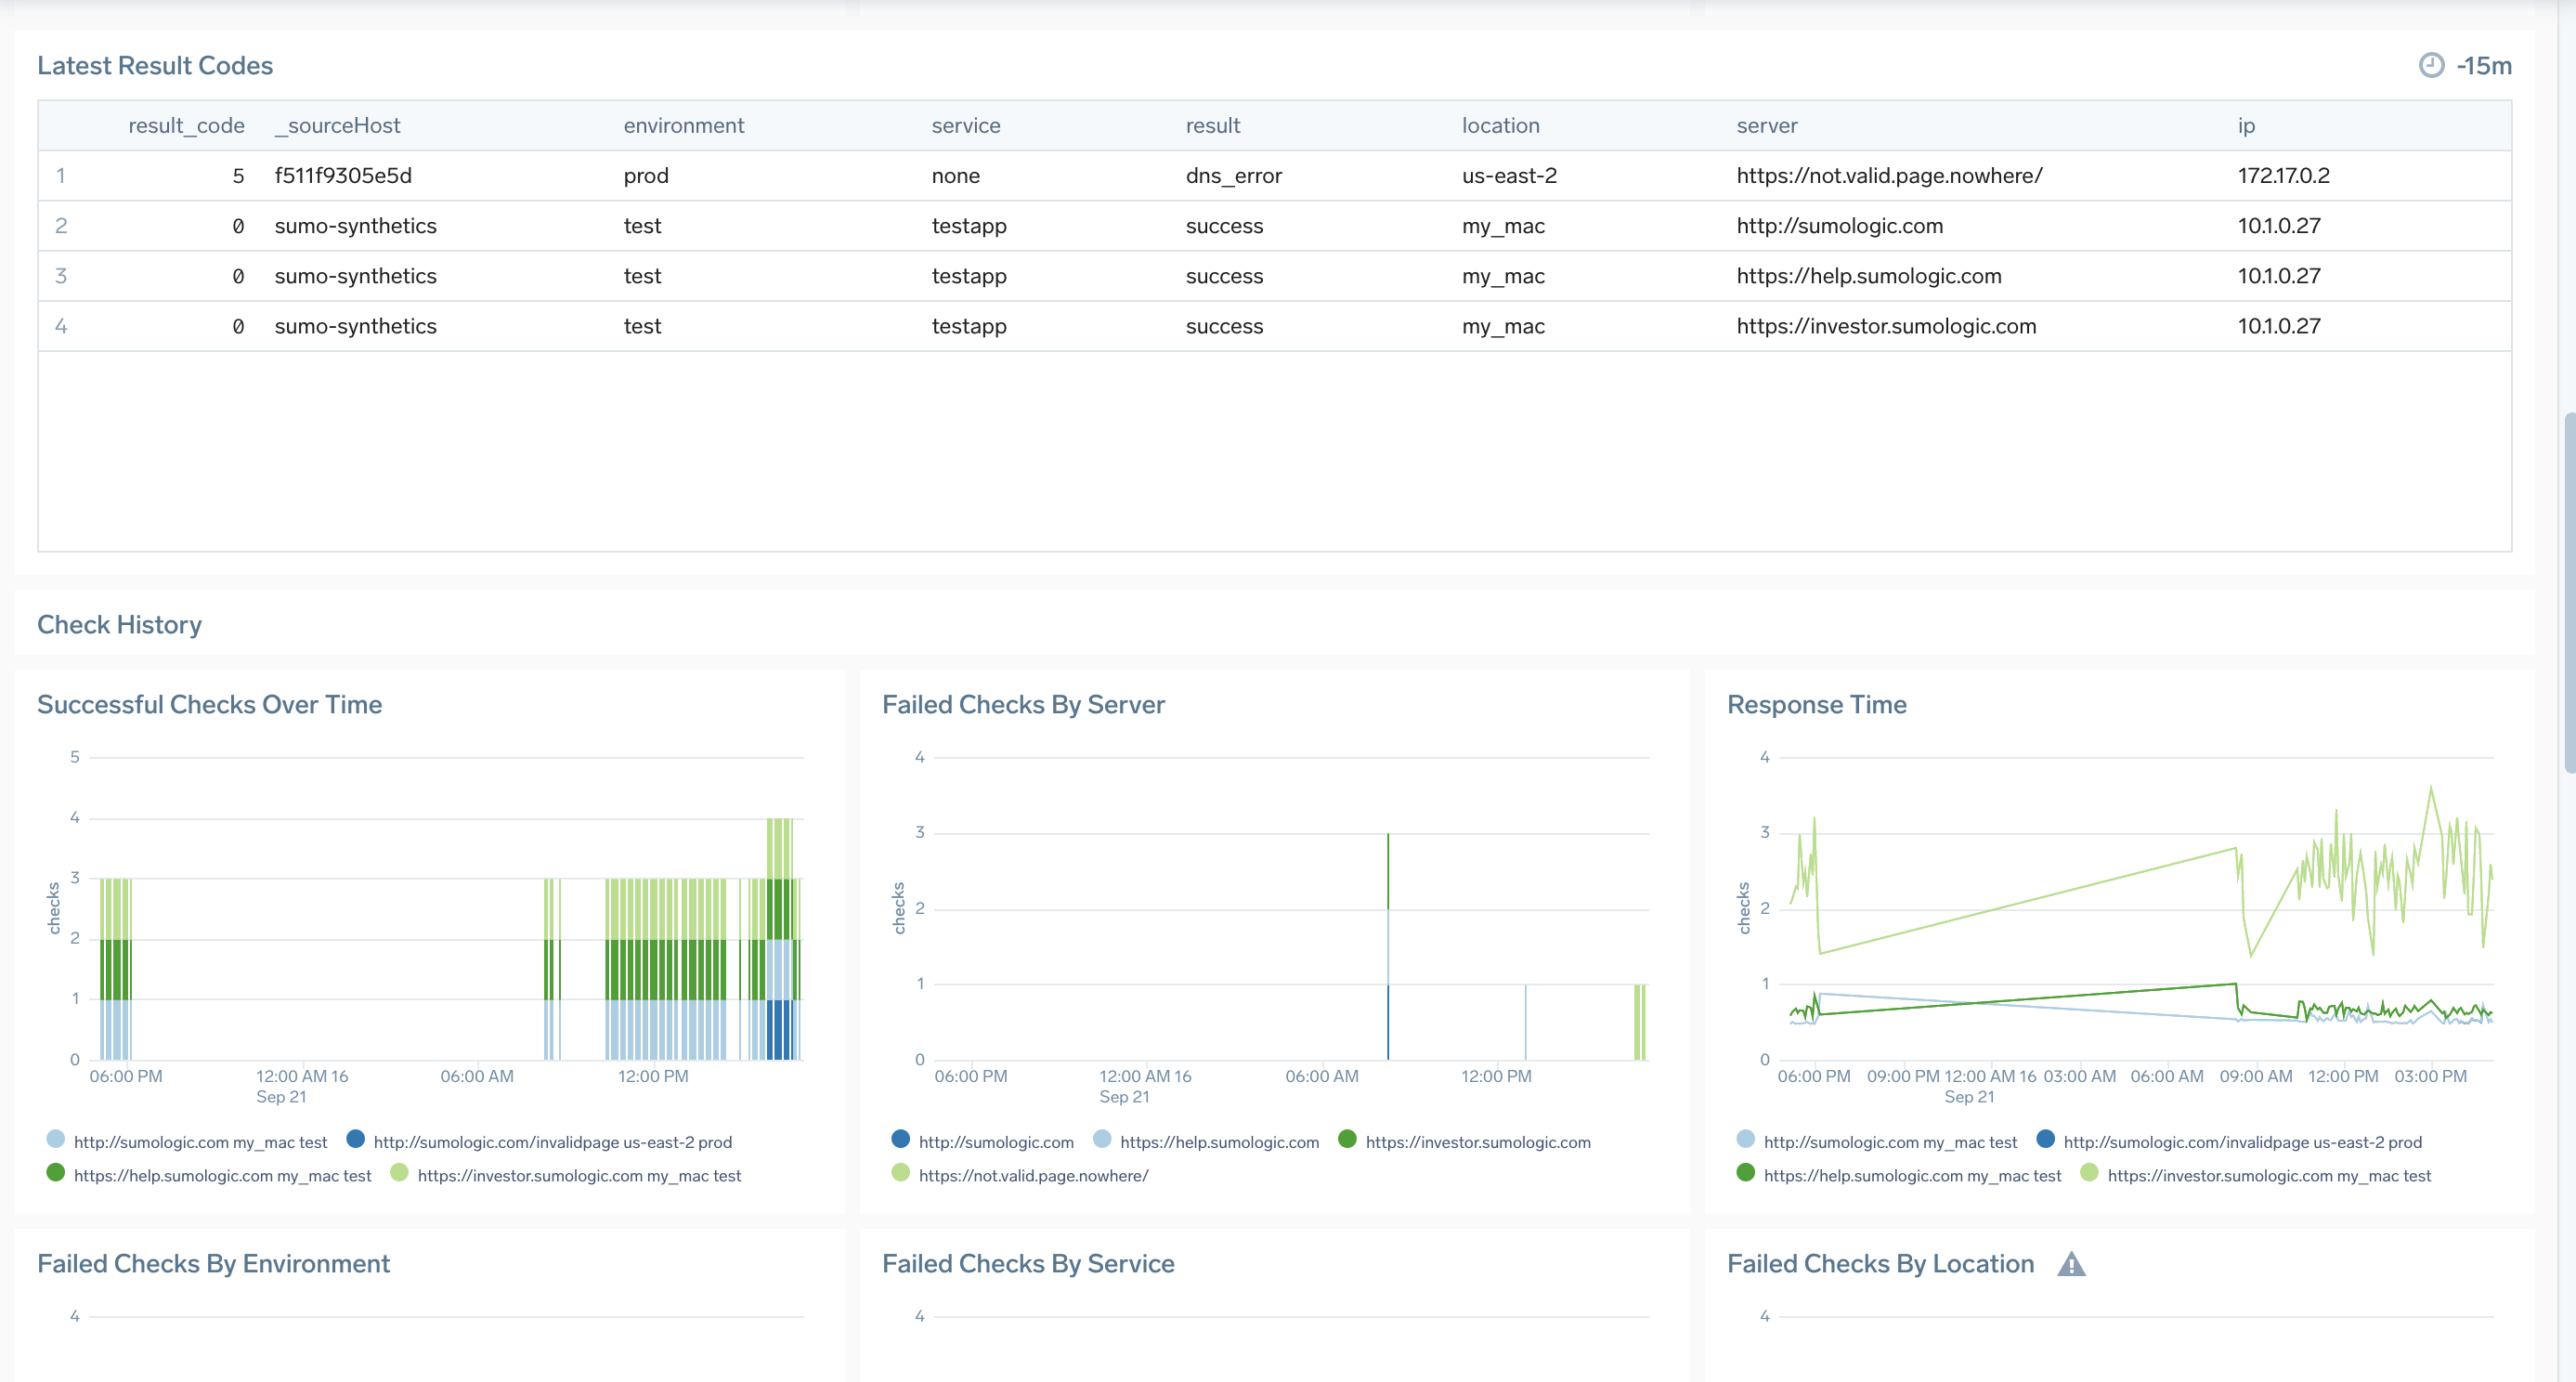 Latest Result Codes
-15m
result_code _sourceHost environment service result location server ip
1 5 f511f9305e5d prod none dns_error us-east-2 https://not.valid.page.nowhere/ 172.17.0.2
2 0 sumo-synthetics test testapp success my_mac http://sumologic.com 10.1.0.27
3 0 sumo-synthetics test testapp success my_mac https://help.sumologic.com 10.1.0.27
4 0 sumo-synthetics test testapp success my_mac https://investor.sumologic.com 10.1.0.27
Check History
Successful Checks Over Time
5
4
3
2
1
0
checks
06:00 PM 12:00 AM 16 06:00 AM 12:00 PM
Sep 21
http://sumologic.com my_mac test http://sumologic.com/invalidpage us-east-2 prod
https://help.sumologic.com my_mac test https://investor.sumologic.com my_mac test
Failed Checks By Server
4
3
2
1
0
checks
06:00 PM 12:00 AM 16 06:00 AM 12:00 PM
Sep 21
http://sumologic.com https://help.sumologic.com https://investor.sumologic.com
https://not.valid.page.nowhere/
Response Time
4
3
2
1
0
checks
06:00 PM 09:00 PM 12:00 AM 16 03:00 AM 06:00 AM 09:00 AM 12:00 PM 03:00 PM
Sep 21
http://sumologic.com my_mac test http://sumologic.com/invalidpage us-east-2 prod
https://help.sumologic.com my_mac test https://investor.sumologic.com my_mac test
Failed Checks By Environment
4
Failed Checks By Service
4
Failed Checks By Location
4